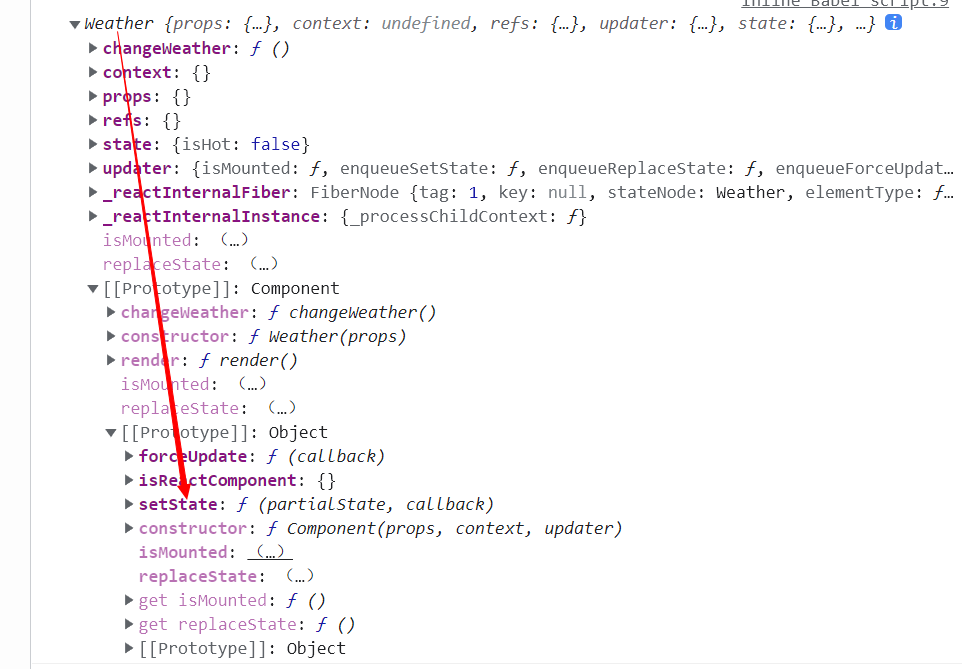 Inline Babel script:9
▼Weather {props: {…}, context: undefined, refs: {…}, updater: {…}, state: {…}, …} i
▶changeWeather: ƒ ()
▶context: {}
▶props: {}
▶refs: {}
▶state: {isHot: false}
▶updater: {isMounted: ƒ, enqueueSetState: ƒ, enqueueReplaceState: ƒ, enqueueForceUpdat…
▶_reactInternalFiber: FiberNode {tag: 1, key: null, stateNode: Weather, elementType: ƒ…
▶_reactInternalInstance: {_processChildContext: ƒ}
isMounted: (…)
replaceState: (…)
▼[[Prototype]]: Component
▶changeWeather: ƒ changeWeather()
▶constructor: ƒ Weather(props)
▶render: ƒ render()
isMounted: (…)
replaceState: (…)
▼[[Prototype]]: Object
▶forceUpdate: ƒ (callback)
▶isReactComponent: {}
▶setState: ƒ (partialState, callback)
▶constructor: ƒ Component(props, context, updater)
isMounted: (…)
replaceState: (…)
▶get isMounted: ƒ ()
▶get replaceState: ƒ ()
▶[[Prototype]]: Object